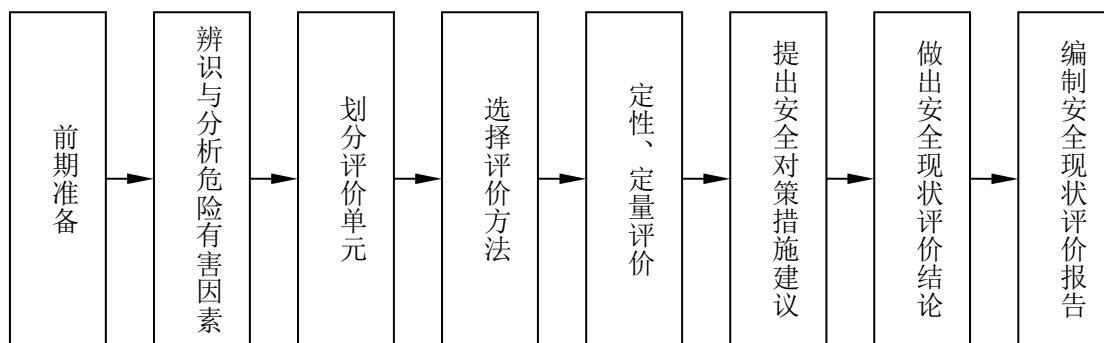 前期准备
辨识与分析危险有害因素
划分评价单元
选择评价方法
定性、定量评价
提出安全对策措施建议
做出安全现状评价结论
编制安全现状评价报告